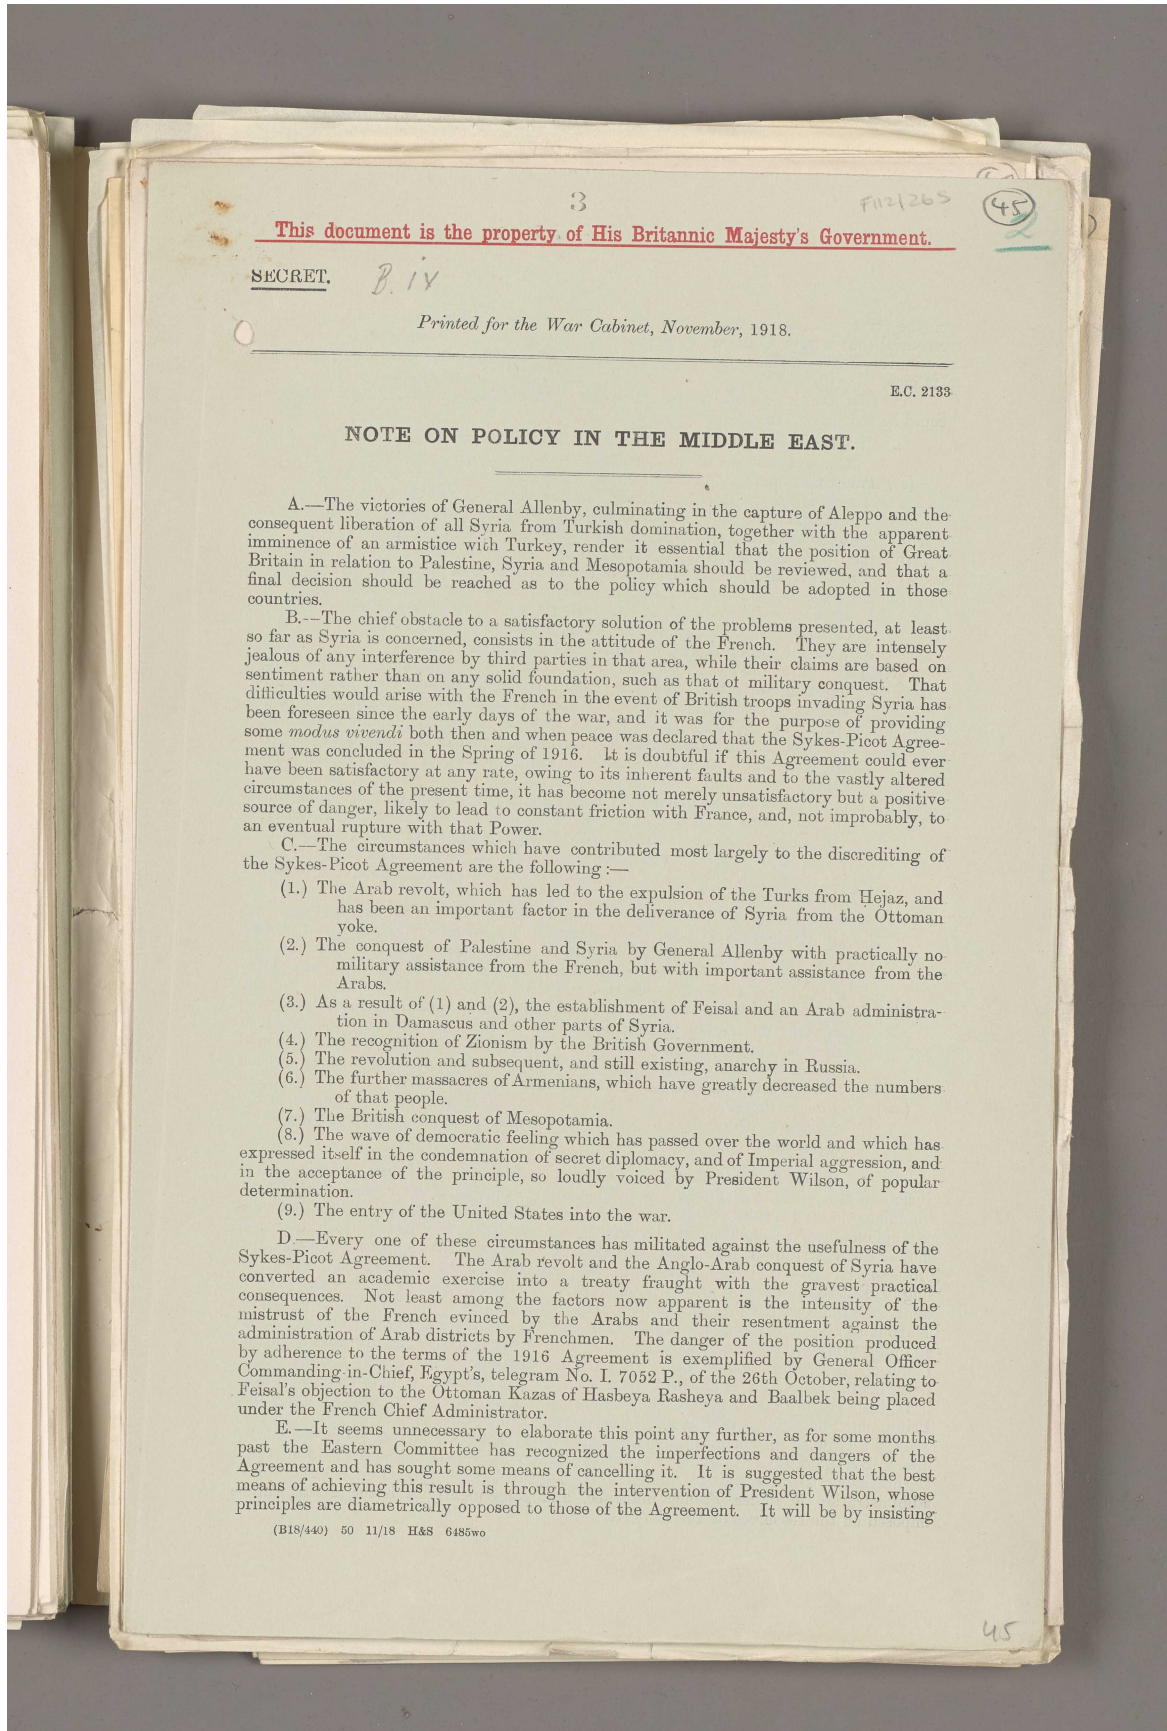 3
F112/265
45
2
This document is the property of His Britannic Majesty's Government.
SECRET.
B. ix
Printed for the War Cabinet, November, 1918.
E.C. 2133
NOTE ON POLICY IN THE MIDDLE EAST.
A.—The victories of General Allenby, culminating in the capture of Aleppo and the
consequent liberation of all Syria from Turkish domination, together with the apparent
imminence of an armistice with Turkey, render it essential that the position of Great
Britain in relation to Palestine, Syria and Mesopotamia should be reviewed, and that a
final decision should be reached as to the policy which should be adopted in those
countries.
B.—The chief obstacle to a satisfactory solution of the problems presented, at least
so far as Syria is concerned, consists in the attitude of the French. They are intensely
jealous of any interference by third parties in that area, while their claims are based on
sentiment rather than on any solid foundation, such as that of military conquest. That
difficulties would arise with the French in the event of British troops invading Syria has
been foreseen since the early days of the war, and it was for the purpose of providing
some modus vivendi both then and when peace was declared that the Sykes-Picot Agree-
ment was concluded in the Spring of 1916. It is doubtful if this Agreement could ever
have been satisfactory at any rate, owing to its inherent faults and to the vastly altered
circumstances of the present time, it has become not merely unsatisfactory but a positive
source of danger, likely to lead to constant friction with France, and, not improbably, to
an eventual rupture with that Power.
C.—The circumstances which have contributed most largely to the discrediting of
the Sykes-Picot Agreement are the following :—
(1.) The Arab revolt, which has led to the expulsion of the Turks from Hejaz, and
has been an important factor in the deliverance of Syria from the Ottoman
yoke.
(2.) The conquest of Palestine and Syria by General Allenby with practically no
military assistance from the French, but with important assistance from the
Arabs.
(3.) As a result of (1) and (2), the establishment of Feisal and an Arab administra-
tion in Damascus and other parts of Syria.
(4.) The recognition of Zionism by the British Government.
(5.) The revolution and subsequent, and still existing, anarchy in Russia.
(6.) The further massacres of Armenians, which have greatly decreased the numbers
of that people.
(7.) The British conquest of Mesopotamia.
(8.) The wave of democratic feeling which has passed over the world and which has
expressed itself in the condemnation of secret diplomacy, and of Imperial aggression, and
in the acceptance of the principle, so loudly voiced by President Wilson, of popular
determination.
(9.) The entry of the United States into the war.
D.—Every one of these circumstances has militated against the usefulness of the
Sykes-Picot Agreement. The Arab revolt and the Anglo-Arab conquest of Syria have
converted an academic exercise into a treaty fraught with the gravest practical
consequences. Not least among the factors now apparent is the intensity of the
mistrust of the French evinced by the Arabs and their resentment against the
administration of Arab districts by Frenchmen. The danger of the position produced
by adherence to the terms of the 1916 Agreement is exemplified by General Officer
Commanding-in-Chief, Egypt's, telegram No. I. 7052 P., of the 26th October, relating to
Feisal's objection to the Ottoman Kazas of Hasbeya Rasheya and Baalbek being placed
under the French Chief Administrator.
E.—It seems unnecessary to elaborate this point any further, as for some months
past the Eastern Committee has recognized the imperfections and dangers of the
Agreement and has sought some means of cancelling it. It is suggested that the best
means of achieving this result is through the intervention of President Wilson, whose
principles are diametrically opposed to those of the Agreement. It will be by insisting
(B18/440) 50 11/18 H&S 6485wo
45